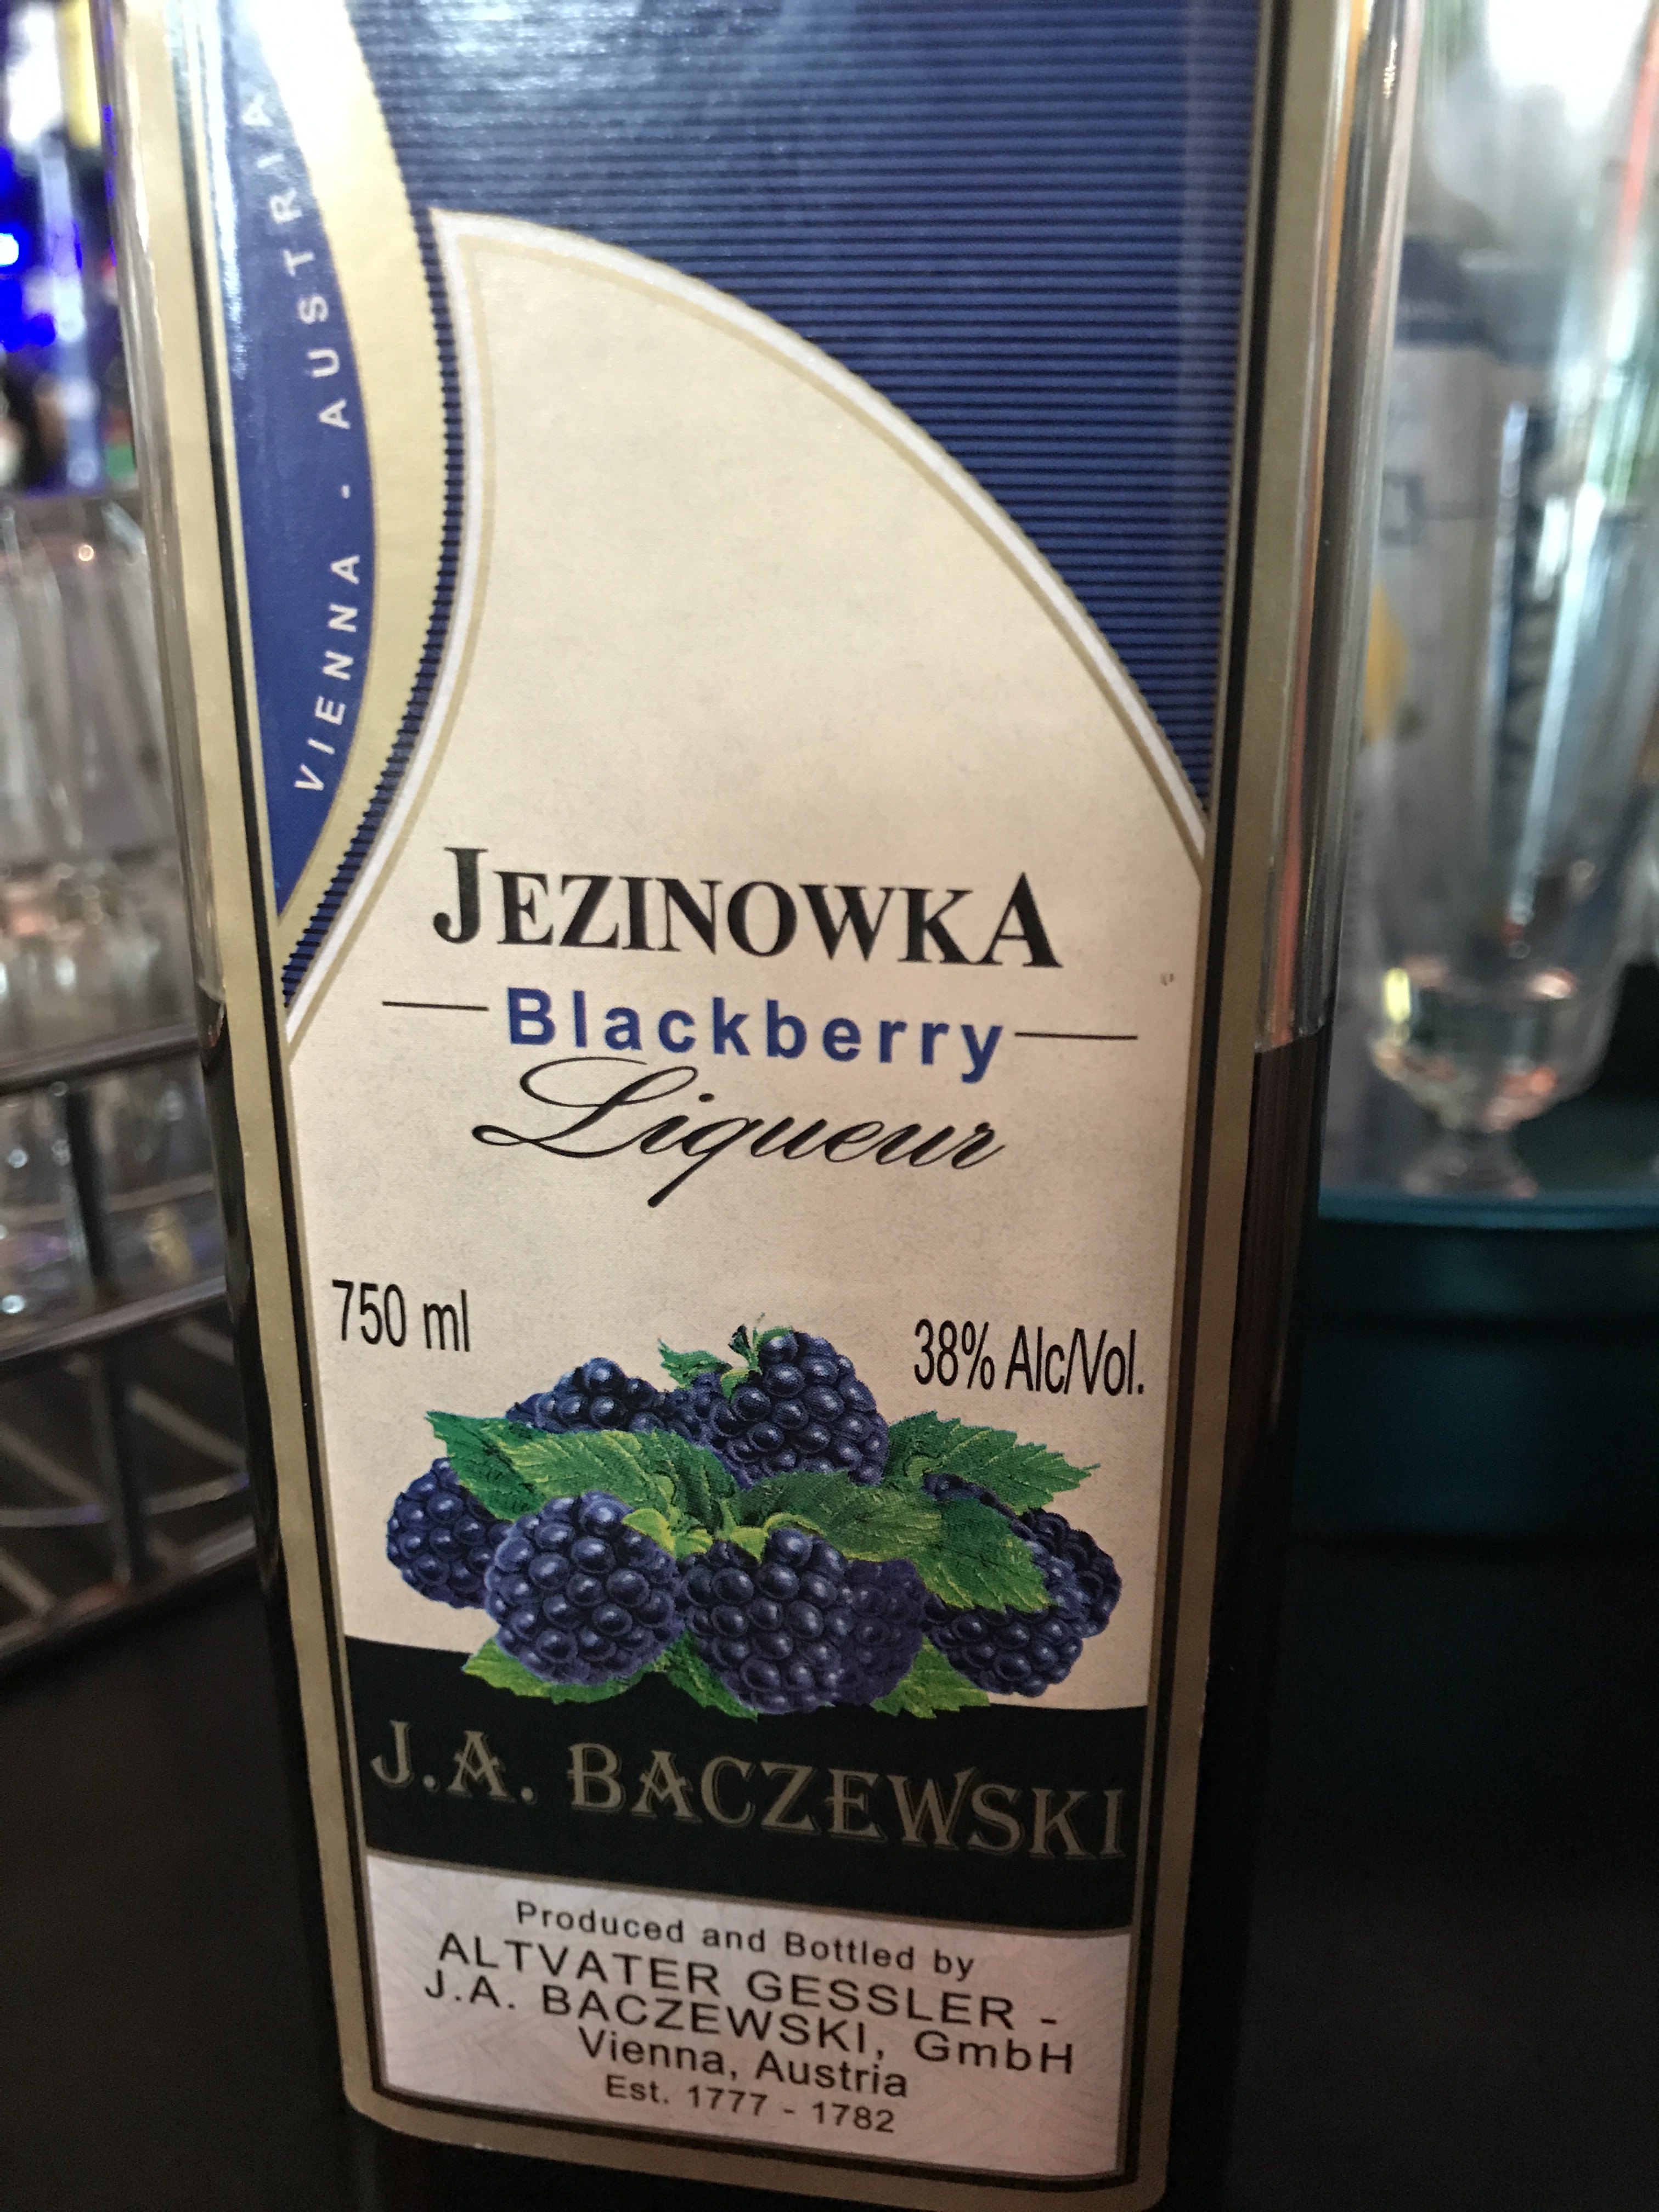 VIENNA - AUSTRIA
JEZINOWKA
Blackberry
Liqueur
750 ml
38% Alc/Vol.
J.A. BACZEWSKI
Produced and Bottled by
ALTVATER GESSLER -
J.A. BACZEWSKI, GmbH
Vienna, Austria
Est. 1777 - 1782